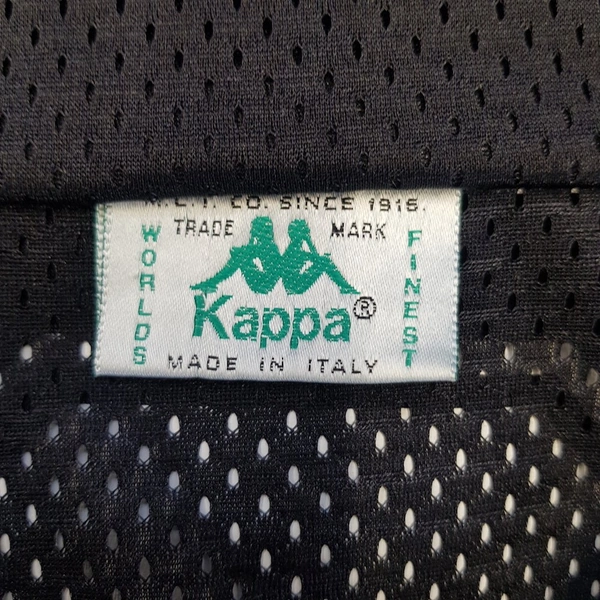 M.C.T. CO. SINCE 1916.
TRADE MARK
WORLDS
FINEST
Kappa®
MADE IN ITALY